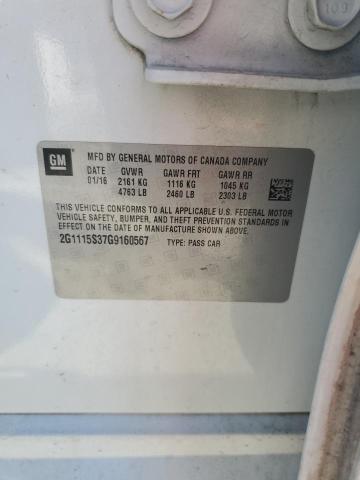 109
GM
MFD BY GENERAL MOTORS OF CANADA COMPANY
DATE GVWR GAWR FRT GAWR RR
01/16 2161 KG 1116 KG 1045 KG
4763 LB 2460 LB 2303 LB
THIS VEHICLE CONFORMS TO ALL APPLICABLE U.S. FEDERAL MOTOR
VEHICLE SAFETY, BUMPER, AND THEFT PREVENTION STANDARDS IN
EFFECT ON THE DATE OF MANUFACTURE SHOWN ABOVE.
2G1115S37G9160567 TYPE: PASS CAR